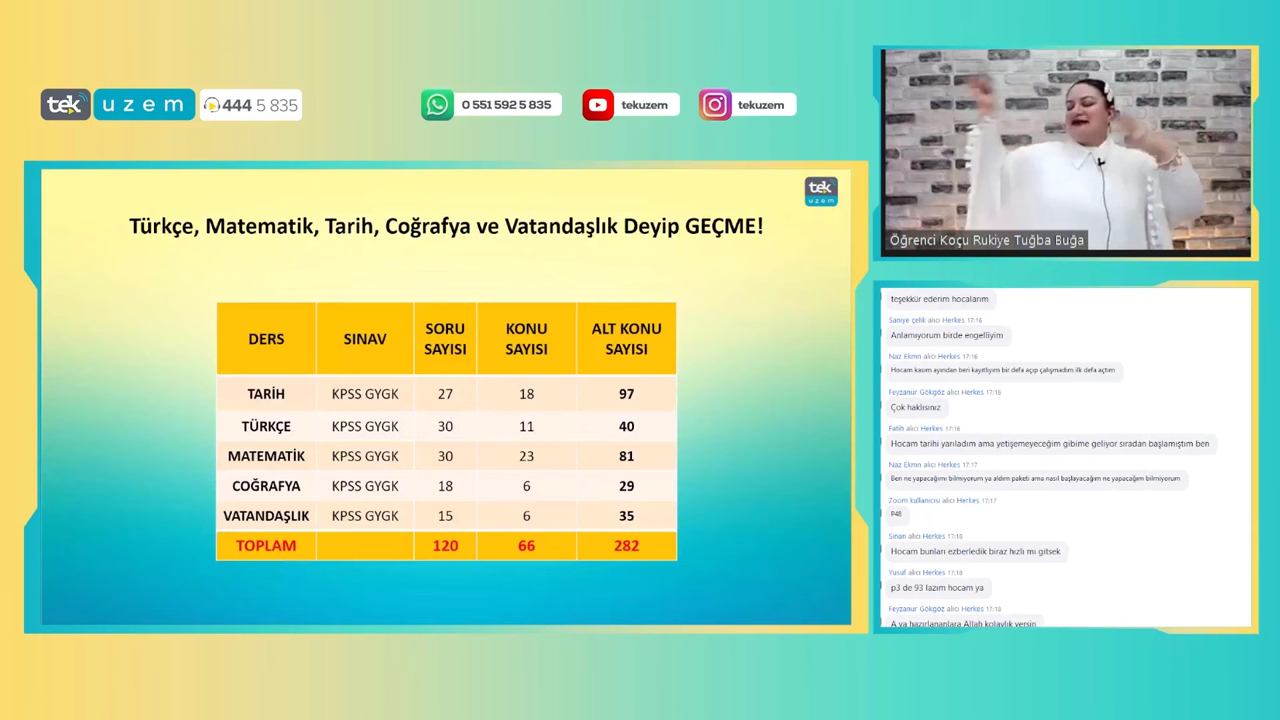 tek uzem 444 5 835
0 551 592 5 835
tekuzem
tekuzem
tek
uzem
Türkçe, Matematik, Tarih, Coğrafya ve Vatandaşlık Deyip GEÇME!
DERS SINAV SORU SAYISI KONU SAYISI ALT KONU SAYISI
TARİH KPSS GYGK 27 18 97
TÜRKÇE KPSS GYGK 30 11 40
MATEMATİK KPSS GYGK 30 23 81
COĞRAFYA KPSS GYGK 18 6 29
VATANDAŞLIK KPSS GYGK 15 6 35
TOPLAM 120 66 282
Öğrenci Koçu Rukiye Tuğba Buğa
teşekkür ederim hocalarım
Saniye çelik alıcı Herkes 17:16
Anlamıyorum birde engelliyim
Naz Ekmn alıcı Herkes 17:16
Hocam kasım ayından beri kayıtlıyım bir defa açıp çalışmadım ilk defa açtım
Feyzanur Gökgöz alıcı Herkes 17:16
Çok haklısınız
Fatih alıcı Herkes 17:16
Hocam tarihi yarıladım ama yetişemeyeceğim gibime geliyor sıradan başlamıştım ben
Naz Ekmn alıcı Herkes 17:17
Ben ne yapacağımı bilmiyorum ya aldım paketi ama nasıl başlayacağım ne yapacağım bilmiyorum
Zoom kullanıcısı alıcı Herkes 17:17
P48
Sinan alıcı Herkes 17:18
Hocam bunları ezberledik biraz hızlı mı gitsek
Yusuf alıcı Herkes 17:18
p3 de 93 lazım hocam ya
Feyzanur Gökgöz alıcı Herkes 17:18
A ya hazırlananlara Allah kolaylık versin